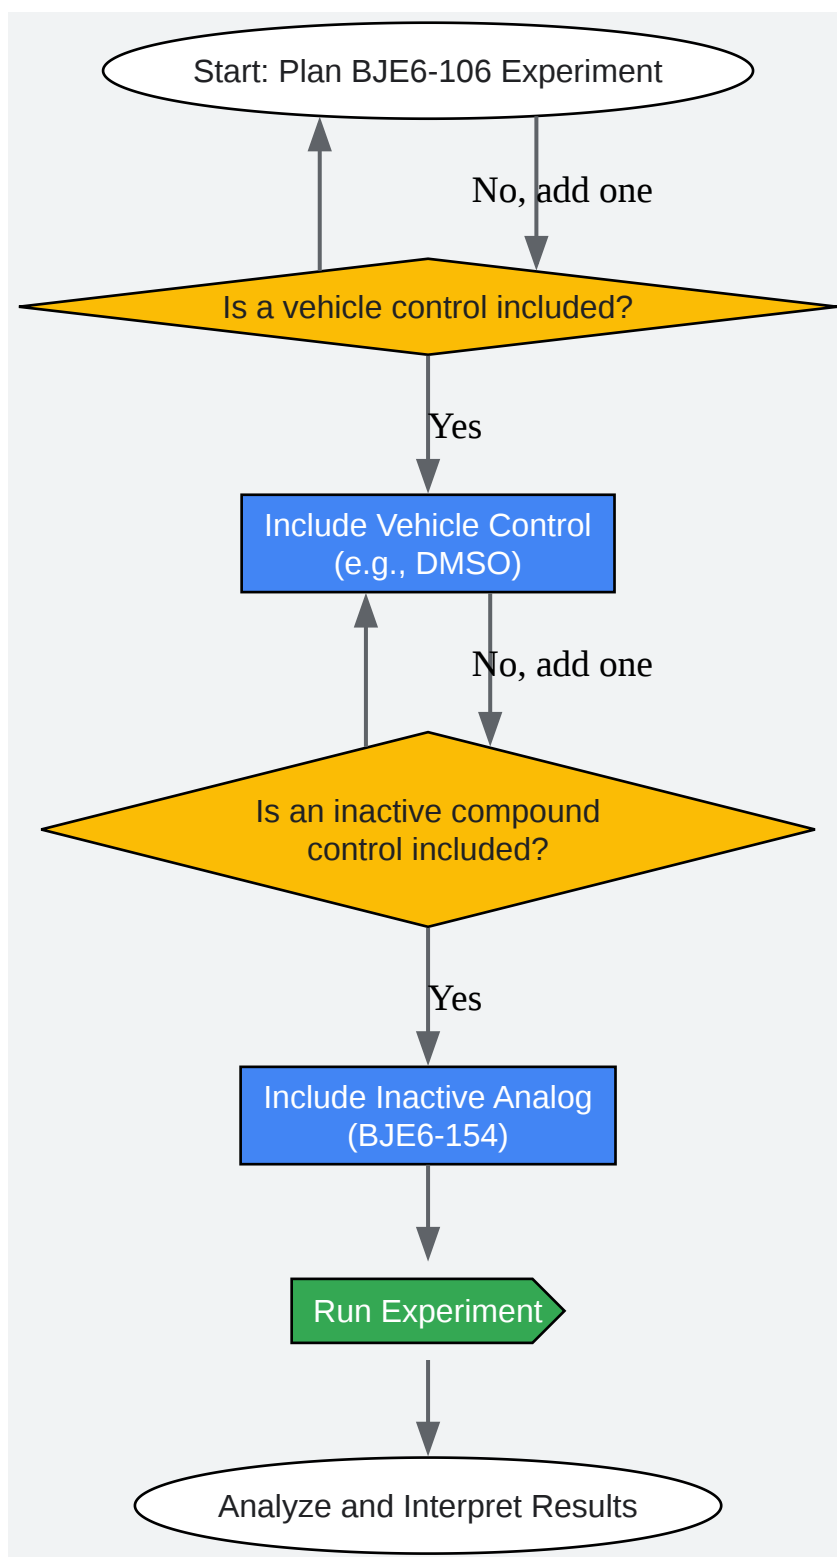 Start: Plan BJE6-106 Experiment
No, add one
Is a vehicle control included?
Yes
Include Vehicle Control
(e.g., DMSO)
No, add one
Is an inactive compound
control included?
Yes
Include Inactive Analog
(BJE6-154)
Run Experiment
Analyze and Interpret Results